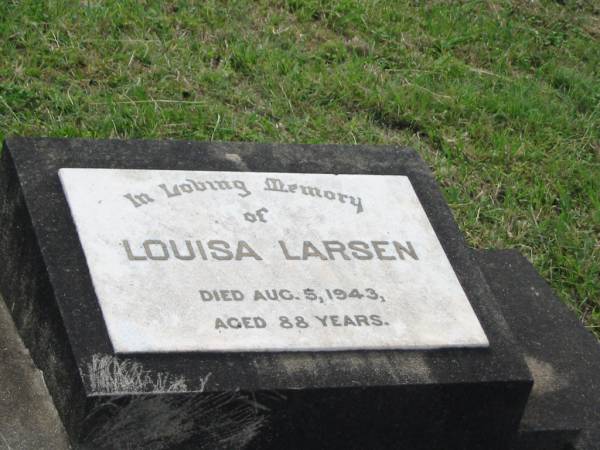 In Loving Memory
of
LOUISA LARSEN
DIED AUG. 5, 1943,
AGED 88 YEARS.